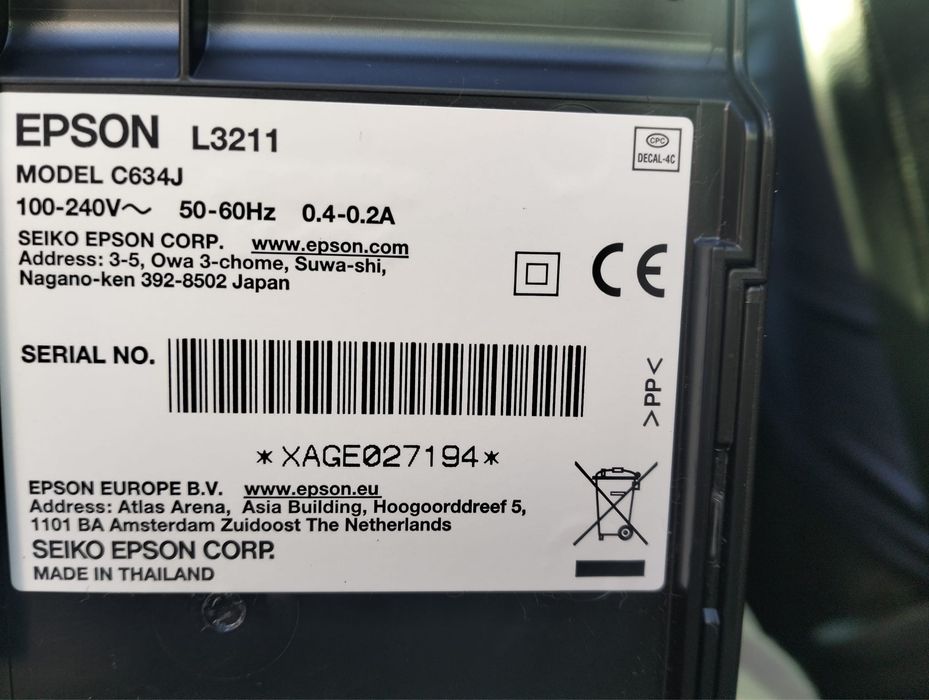 EPSON L3211
CPC
DECAL-4C
MODEL C634J
100-240V～ 50-60Hz 0.4-0.2A
SEIKO EPSON CORP. www.epson.com
Address: 3-5, Owa 3-chome, Suwa-shi,
Nagano-ken 392-8502 Japan
CE
SERIAL NO.
>PP<
*XAGE027194*
EPSON EUROPE B.V. www.epson.eu
Address: Atlas Arena, Asia Building, Hoogoorddreef 5,
1101 BA Amsterdam Zuidoost The Netherlands
SEIKO EPSON CORP.
MADE IN THAILAND